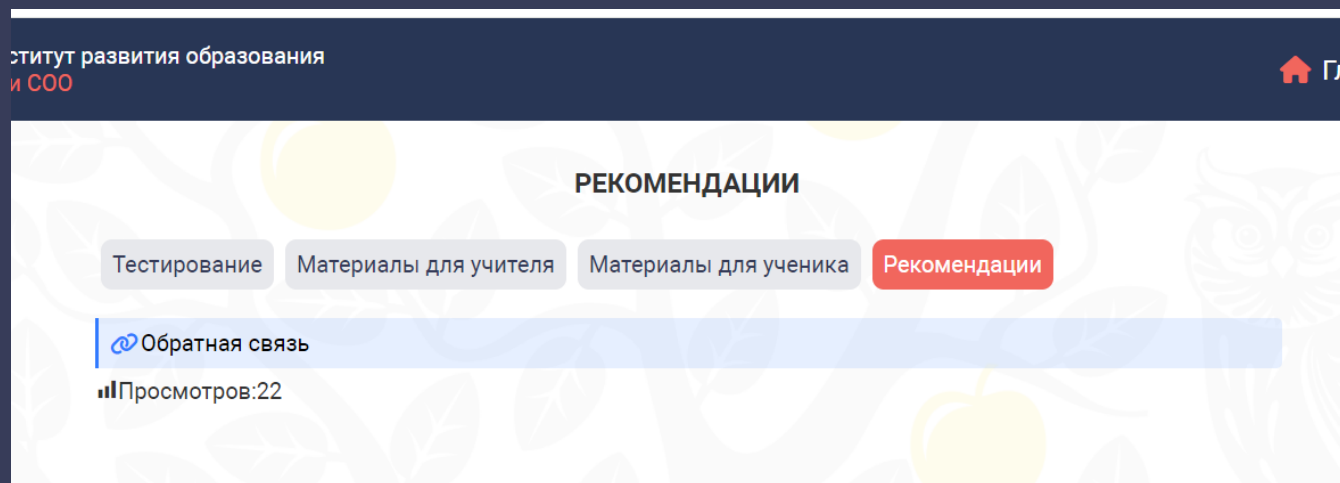 ститут развития образования
и СОО
Гл
РЕКОМЕНДАЦИИ
Тестирование Материалы для учителя Материалы для ученика Рекомендации
Обратная связь
Просмотров:22